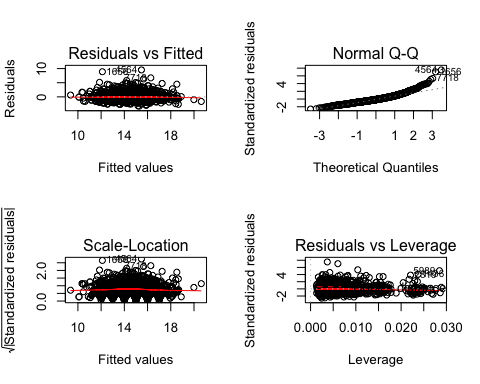 Residuals vs Fitted
Residuals
0 10
10 14 18
Fitted values
Normal Q-Q
Standardized residuals
-2 4
-3 -1 1 2 3
Theoretical Quantiles
Scale-Location
√|Standardized residuals|
0.0 2.0
10 14 18
Fitted values
Residuals vs Leverage
Standardized residuals
-2 4
0.000 0.010 0.020 0.030
Leverage